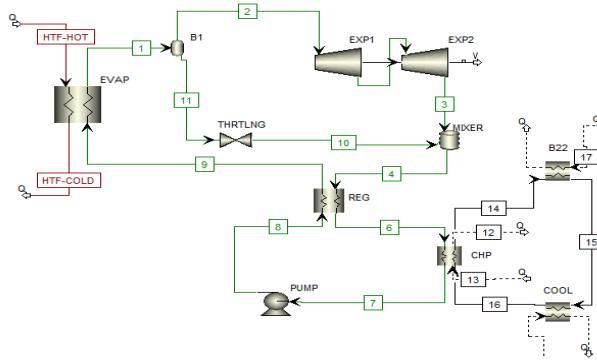 Q
HTF-HOT
EVAP
HTF-COLD
Q
1
B1
2
11
EXP1
EXP2
V
3
THRTLNG
10
MIXER
9
4
REG
8
6
PUMP
7
12
CHP
13
Q
Q
14
16
Q
B22
17
Q
15
COOL
Q
Q